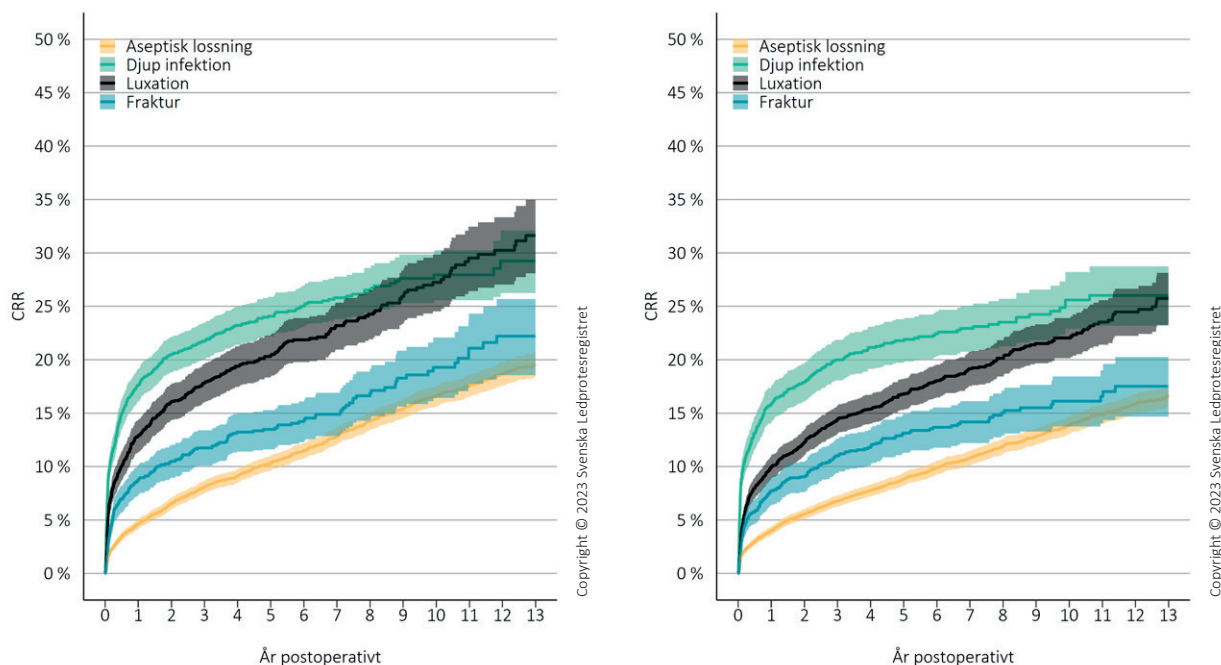 50 %
45 %
40 %
35 %
30 %
25 %
20 %
15 %
10 %
5 %
0 %
CRR
Aseptisk lossning
Djup infektion
Luxation
Fraktur
0 1 2 3 4 5 6 7 8 9 10 11 12 13
År postoperativt
Copyright © 2023 Svenska Ledprotesregistret
50 %
45 %
40 %
35 %
30 %
25 %
20 %
15 %
10 %
5 %
0 %
CRR
Aseptisk lossning
Djup infektion
Luxation
Fraktur
0 1 2 3 4 5 6 7 8 9 10 11 12 13
År postoperativt
Copyright © 2023 Svenska Ledprotesregistret